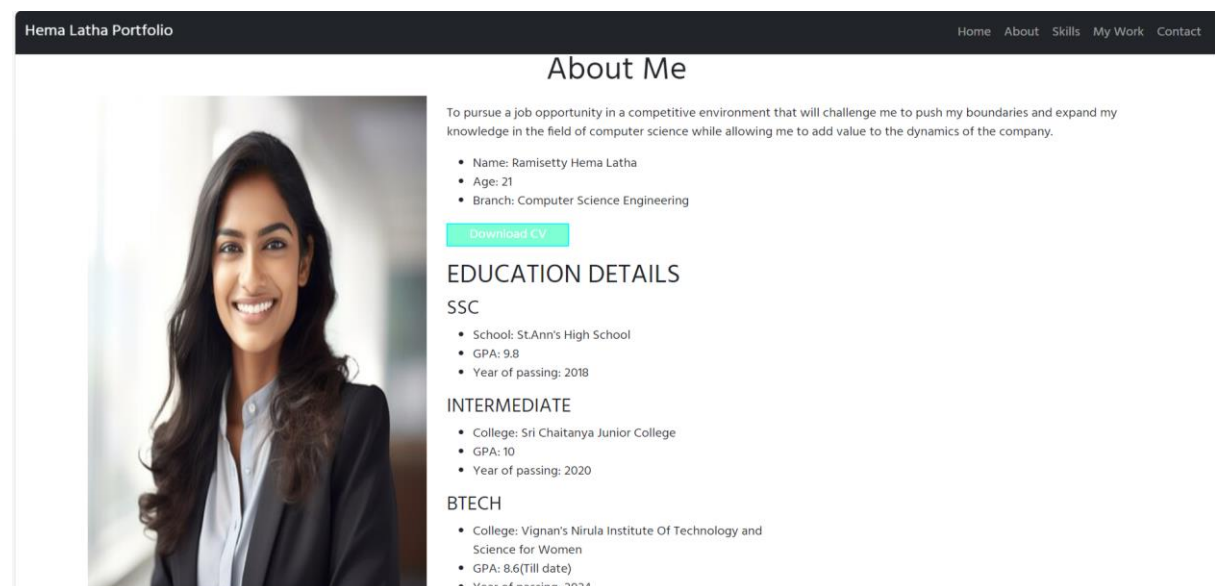 Hema Latha Portfolio
Home About Skills My Work Contact
About Me
To pursue a job opportunity in a competitive environment that will challenge me to push my boundaries and expand my
knowledge in the field of computer science while allowing me to add value to the dynamics of the company.
Name: Ramisetty Hema Latha
Age: 21
Branch: Computer Science Engineering
Download CV
EDUCATION DETAILS
SSC
School: St.Ann's High School
GPA: 9.8
Year of passing: 2018
INTERMEDIATE
College: Sri Chaitanya Junior College
GPA: 10
Year of passing: 2020
BTECH
College: Vignan's Nirula Institute Of Technology and
Science for Women
GPA: 8.6(Till date)
Year of passing: 2024